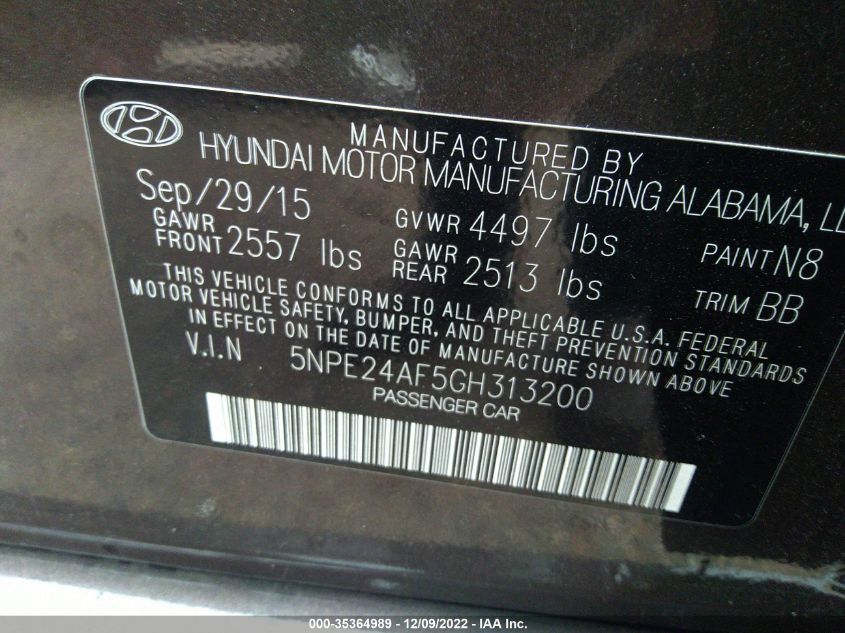 MANUFACTURED BY
HYUNDAI MOTOR MANUFACTURING ALABAMA,
Sep/29/15 GVWR 4497 lbs PAINT N8
GAWR FRONT 2557 lbs GAWR REAR 2513 lbs TRIM BB
THIS VEHICLE CONFORMS TO ALL APPLICABLE U.S.A. FEDERAL
MOTOR VEHICLE SAFETY, BUMPER, AND THEFT PREVENTION STANDARDS
IN EFFECT ON THE DATE OF MANUFACTURE SHOWN ABOVE
V.I.N 5NPE24AF5GH313200
PASSENGER CAR
000-35364989 - 12/09/2022 - IAA Inc.